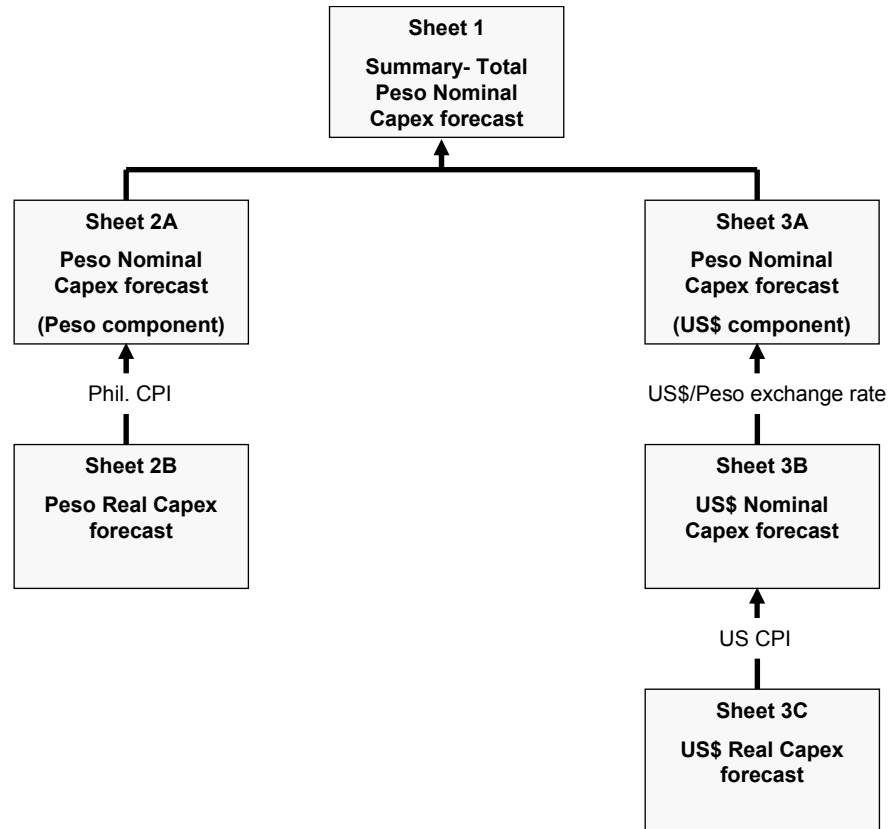 Sheet 1
Summary- Total
Peso Nominal
Capex forecast
Sheet 2A
Peso Nominal
Capex forecast
(Peso component)
Sheet 3A
Peso Nominal
Capex forecast
(US$ component)
Phil. CPI
US$/Peso exchange rate
Sheet 2B
Peso Real Capex
forecast
Sheet 3B
US$ Nominal
Capex forecast
US CPI
Sheet 3C
US$ Real Capex
forecast